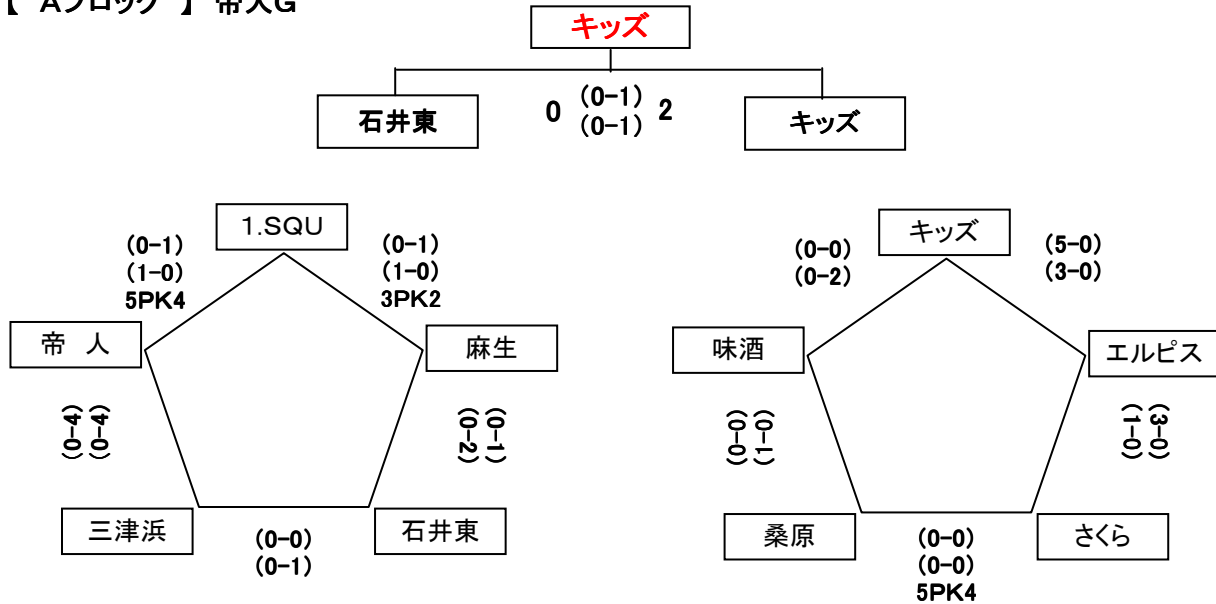 【 Aブロック 】 帝人G
キッズ
石井東
0 (0-1) 2
(0-1)
キッズ
1.SQU
(0-1)
(1-0)
5PK4
(0-1)
(1-0)
3PK2
帝 人
麻生
(0-4)
(0-4)
(0-1)
(0-2)
三津浜
(0-0)
(0-1)
石井東
キッズ
(0-0)
(0-2)
(5-0)
(3-0)
味酒
エルピス
(0-1)
(0-0)
(3-0)
(1-0)
桑原
(0-0)
(0-0)
5PK4
さくら